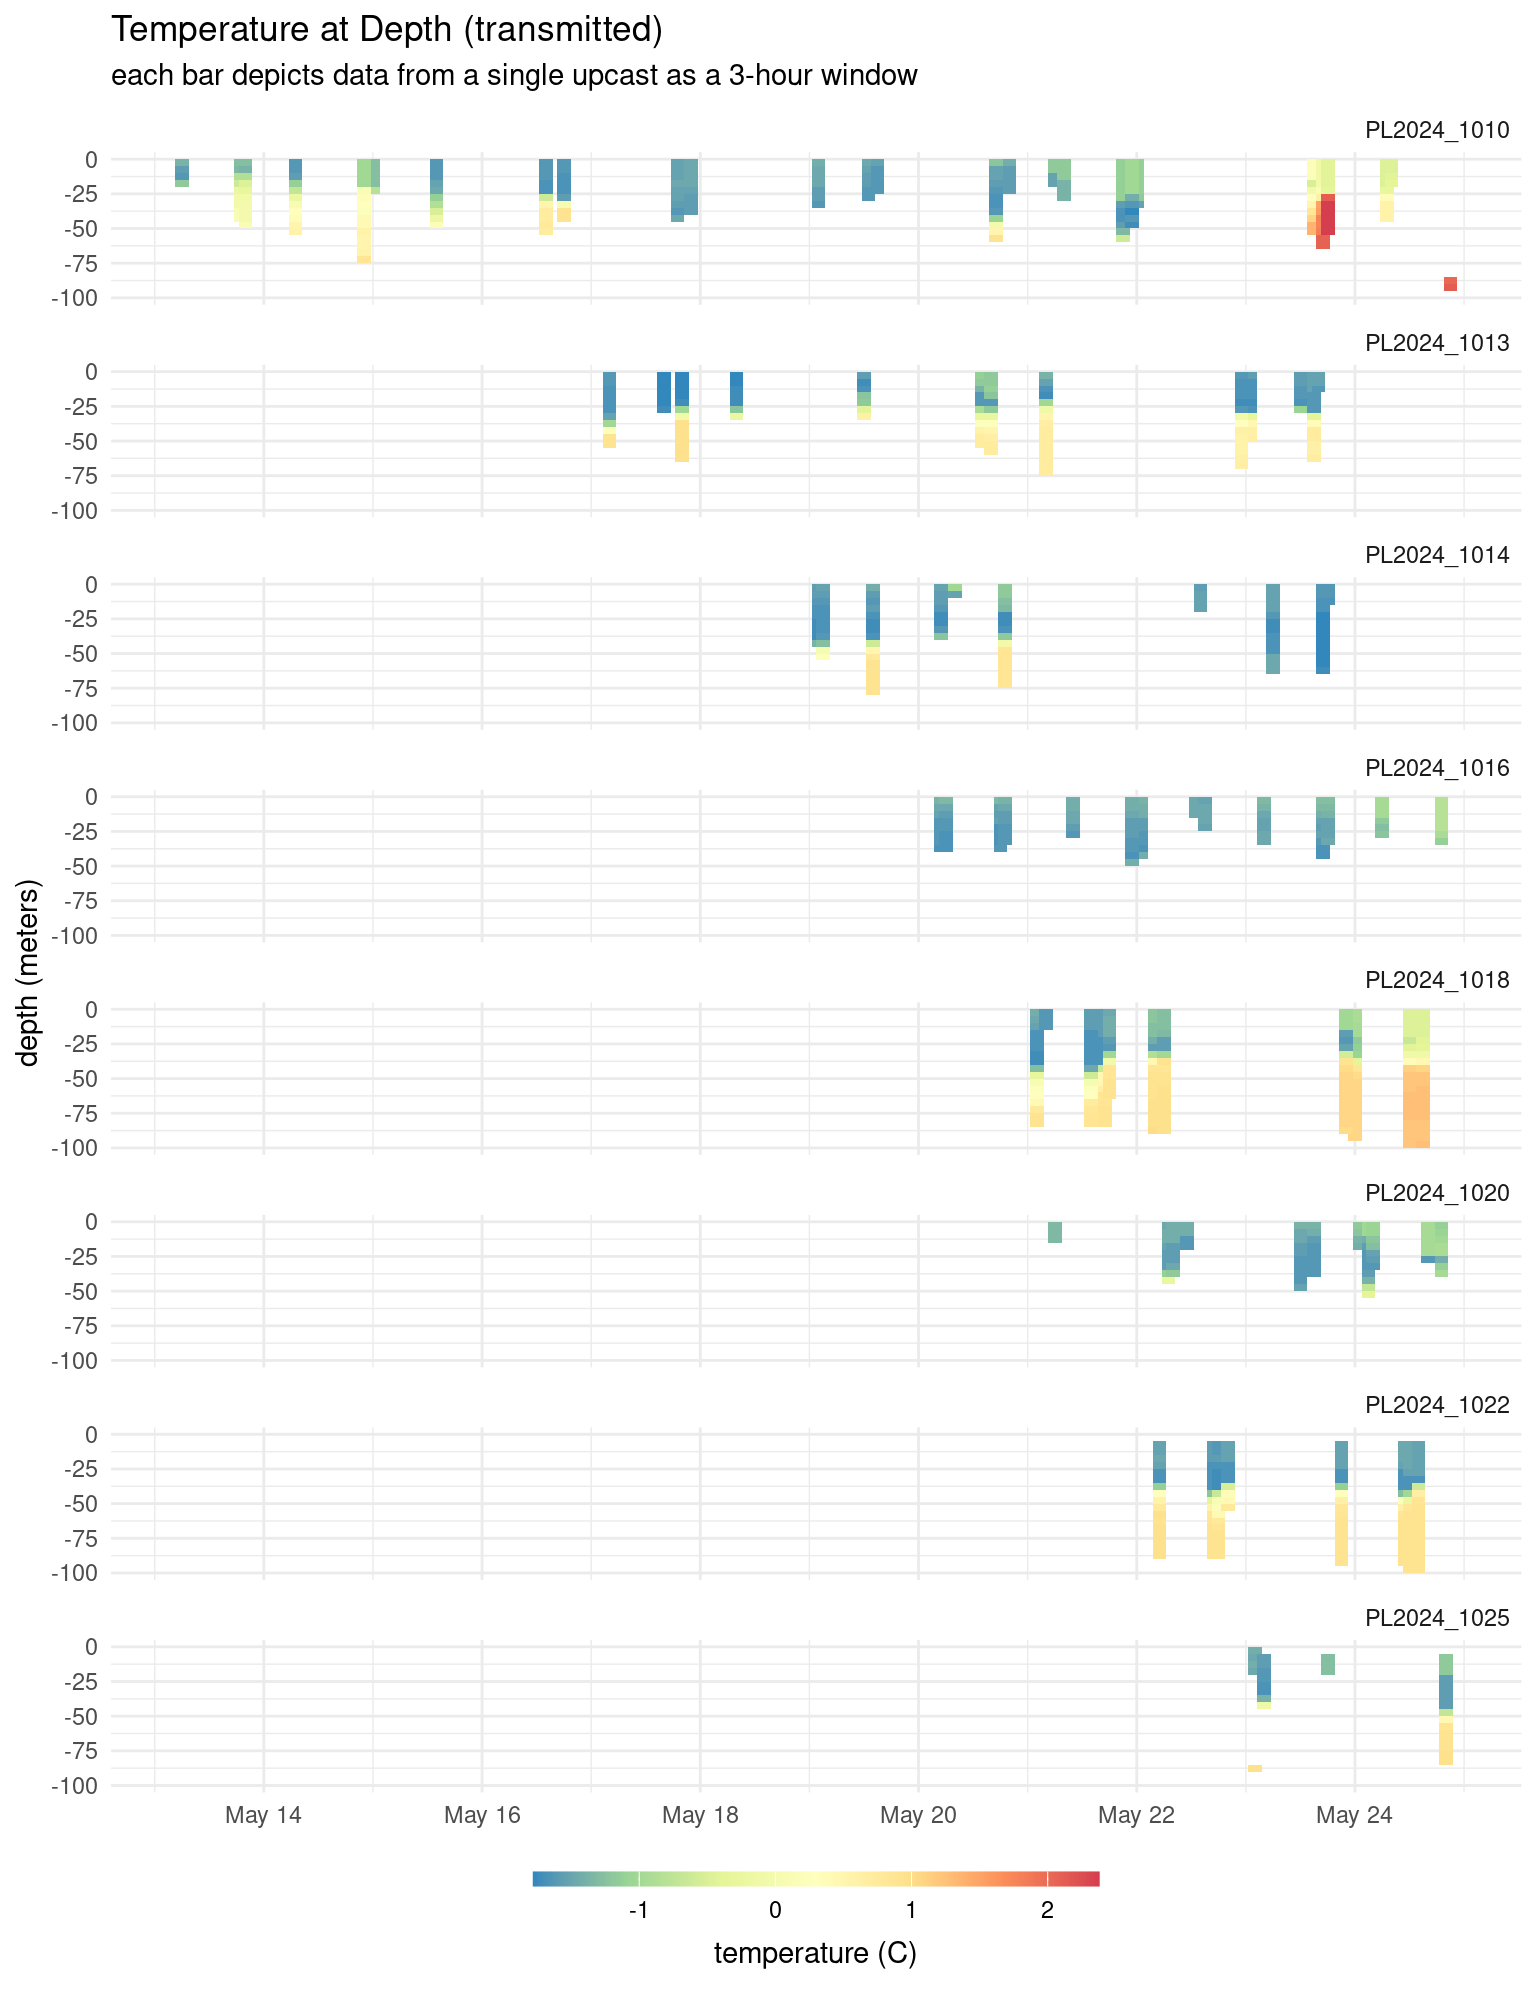 Temperature at Depth (transmitted)
each bar depicts data from a single upcast as a 3-hour window
PL2024_1010
0
-25
-50
-75
-100
PL2024_1013
0
-25
-50
-75
-100
PL2024_1014
0
-25
-50
-75
-100
PL2024_1016
0
-25
-50
-75
-100
depth (meters)
PL2024_1018
0
-25
-50
-75
-100
PL2024_1020
0
-25
-50
-75
-100
PL2024_1022
0
-25
-50
-75
-100
PL2024_1025
0
-25
-50
-75
-100
May 14 May 16 May 18 May 20 May 22 May 24
-1 0 1 2
temperature (C)